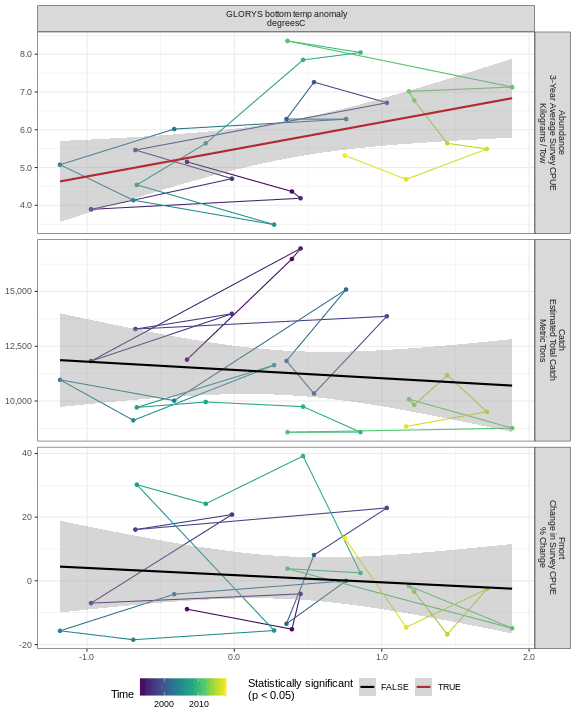 GLORYS bottom temp anomaly
degreesC
8.0
7.0
6.0
5.0
4.0
Abundance
3-Year Average Survey CPUE
Kilograms / Tow
15,000
12,500
10,000
Catch
Estimated Total Catch
Metric Tons
40
20
0
-20
Fmort
Change in Survey CPUE
% Change
-1.0
0.0
1.0
2.0
Time
2000
2010
Statistically significant
(p < 0.05)
FALSE
TRUE